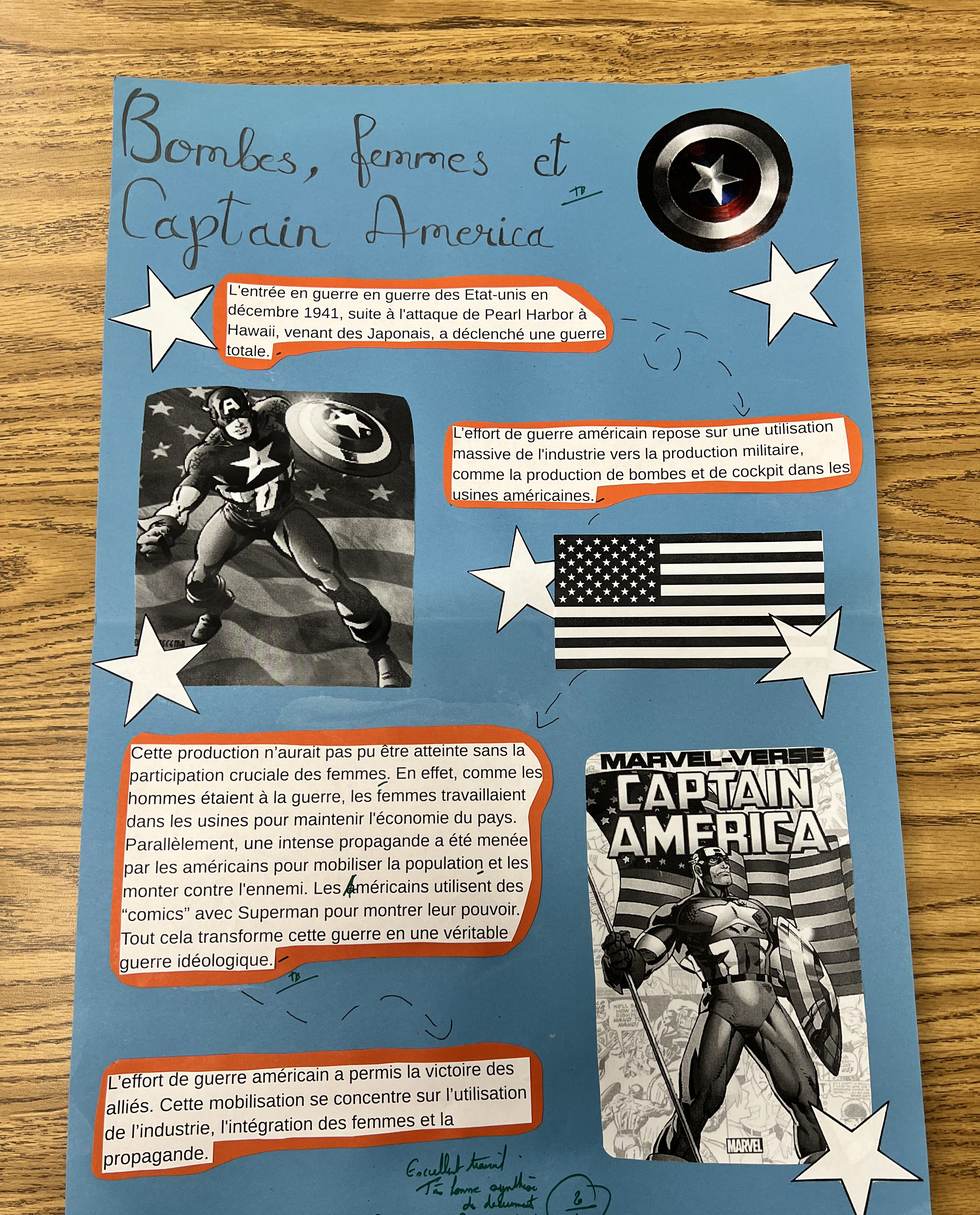 Bombes, femmes et
Captain America
TB
L'entrée en guerre en guerre des Etat-unis en
décembre 1941, suite à l'attaque de Pearl Harbor à
Hawaii, venant des Japonais, a déclenché une guerre
totale.
L'effort de guerre américain repose sur une utilisation
massive de l'industrie vers la production militaire,
comme la production de bombes et de cockpit dans les
usines américaines.
Cette production n'aurait pas pu être atteinte sans la
participation cruciale des femmes. En effet, comme les
hommes étaient à la guerre, les femmes travaillaient
dans les usines pour maintenir l'économie du pays.
Parallèlement, une intense propagande a été menée
par les américains pour mobiliser la population et les
monter contre l'ennemi. Les Américains utilisent des
“comics” avec Superman pour montrer leur pouvoir.
Tout cela transforme cette guerre en une véritable
guerre idéologique.
TB
MARVEL-VERSE
CAPTAIN
AMERICA
MARVEL
L'effort de guerre américain a permis la victoire des
alliés. Cette mobilisation se concentre sur l'utilisation
de l'industrie, l'intégration des femmes et la
propagande.
Excellent travail.
Très bonne synthèse
de document